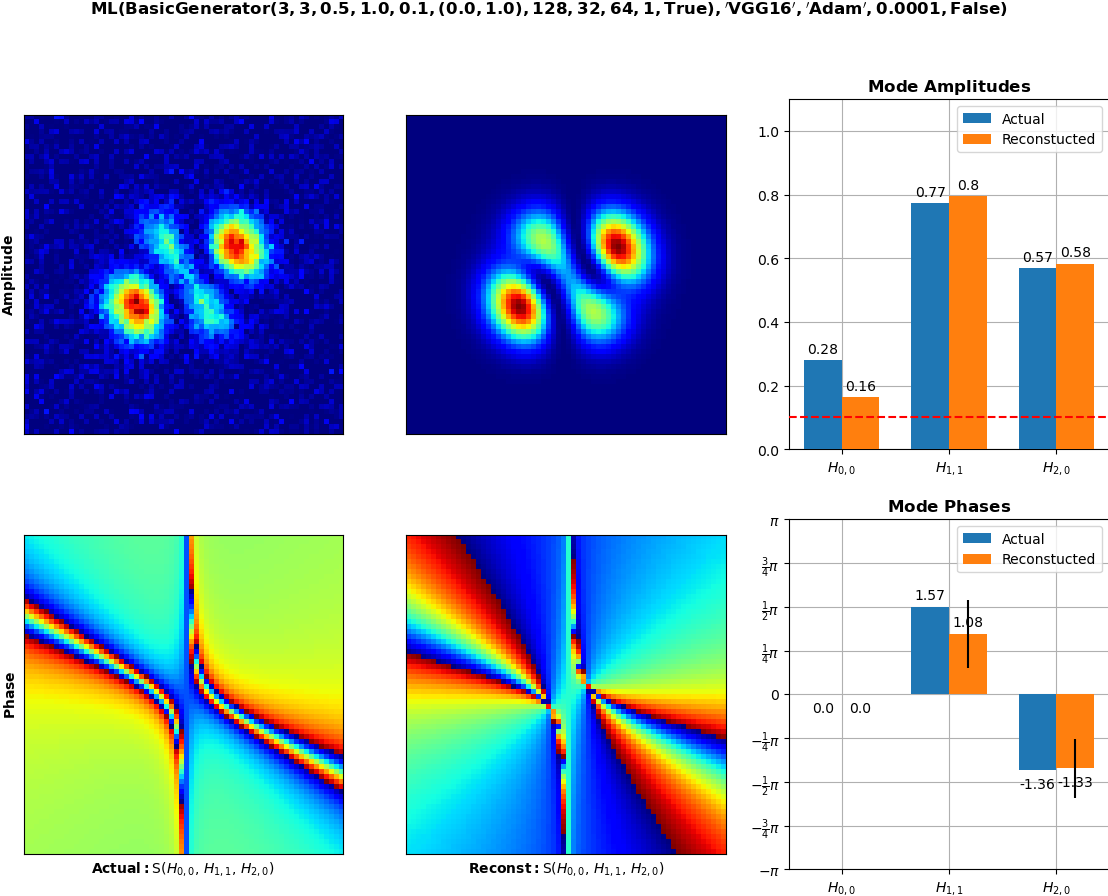 ML(BasicGenerator(3, 3, 0.5, 1.0, 0.1, (0.0, 1.0), 128, 32, 64, 1, True), 'VGG16', 'Adam', 0.0001, False)
Mode Amplitudes
Amplitude
1.0
0.8
0.6
0.4
0.2
0.0
Actual
Reconstucted
0.28
0.16
0.77
0.8
0.57
0.58
H0,0
H1,1
H2,0
Phase
Actual: S(H0,0, H1,1, H2,0)
Reconst: S(H0,0, H1,1, H2,0)
Mode Phases
π
3/4π
1/2π
1/4π
0
−1/4π
−1/2π
−3/4π
−π
Actual
Reconstucted
0.0
0.0
1.57
1.08
-1.36
-1.33
H0,0
H1,1
H2,0